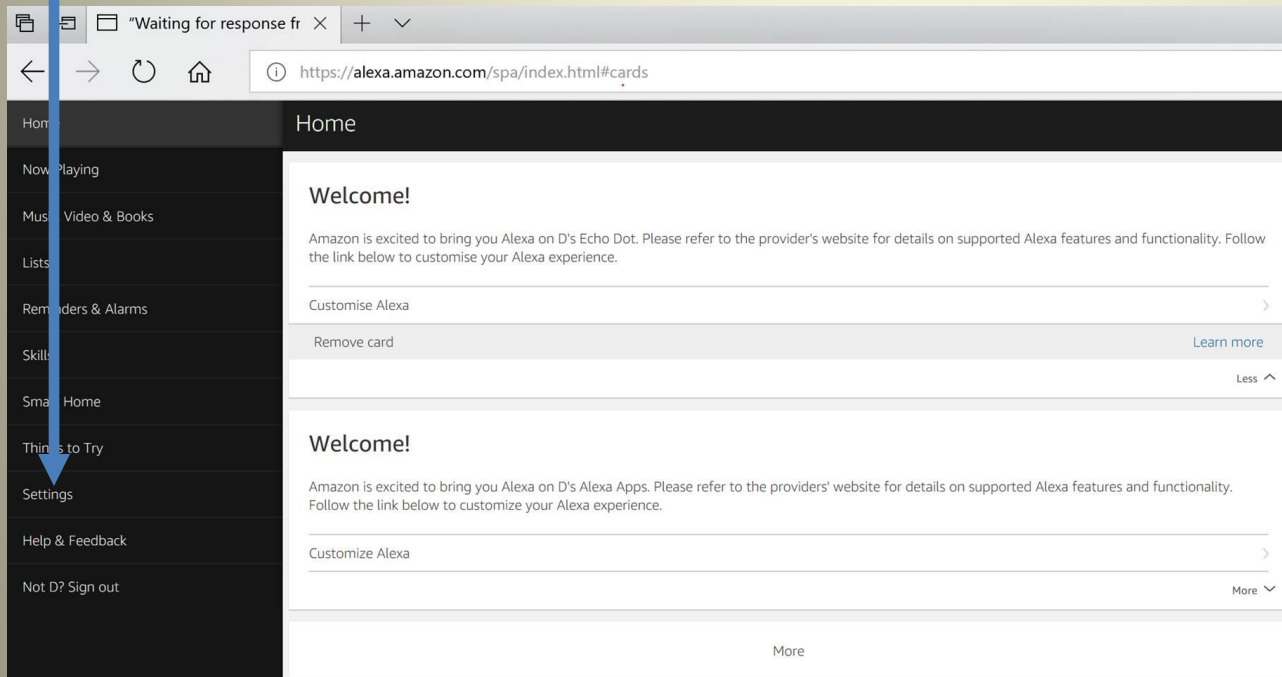 “Waiting for response fr
https://alexa.amazon.com/spa/index.html#cards
Home
Now Playing
Music, Video & Books
Lists
Reminders & Alarms
Skills
Smart Home
Things to Try
Settings
Help & Feedback
Not D? Sign out
Home
Welcome!
Amazon is excited to bring you Alexa on D's Echo Dot. Please refer to the provider's website for details on supported Alexa features and functionality. Follow
the link below to customise your Alexa experience.
Customise Alexa
Remove card
Learn more
Less
Welcome!
Amazon is excited to bring you Alexa on D's Alexa Apps. Please refer to the providers' website for details on supported Alexa features and functionality.
Follow the link below to customize your Alexa experience.
Customize Alexa
More
More